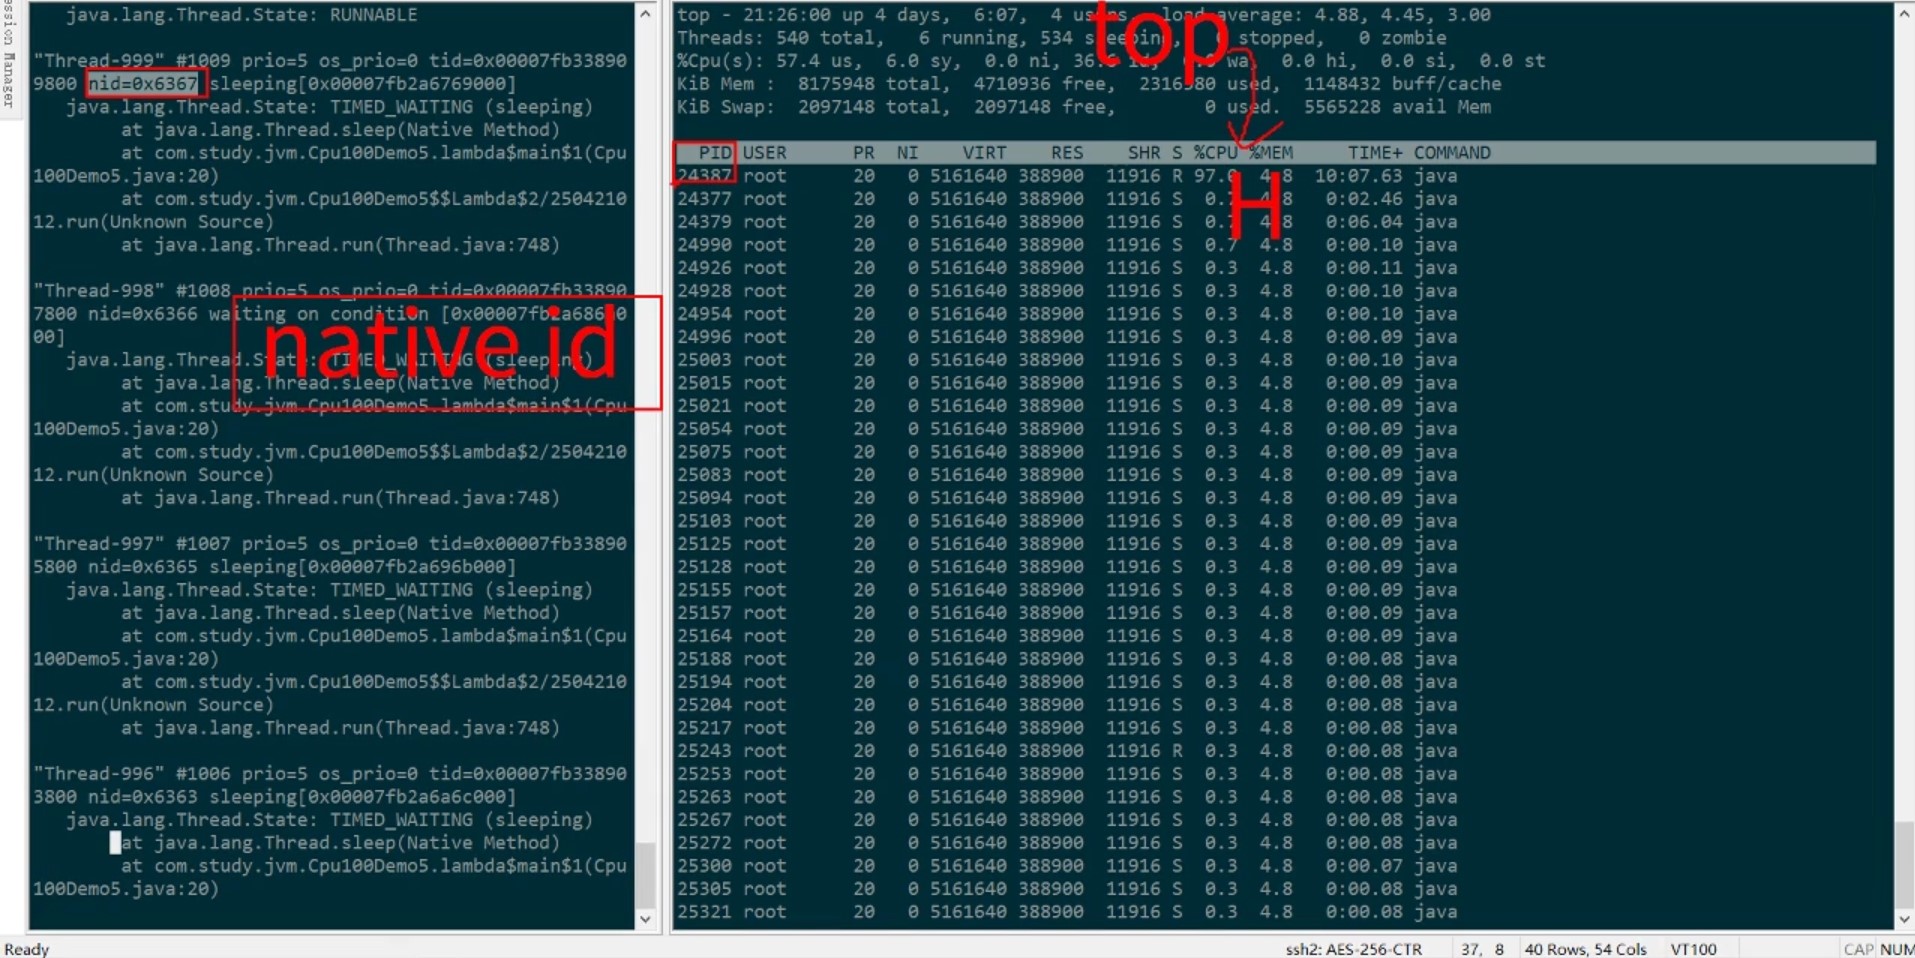 ession Manager
java.lang.Thread.State: RUNNABLE
"Thread-999" #1009 prio=5 os_prio=0 tid=0x00007fb33890
9800 nid=0x6367 sleeping[0x00007fb2a6769000]
java.lang.Thread.State: TIMED_WAITING (sleeping)
at java.lang.Thread.sleep(Native Method)
at com.study.jvm.Cpu100Demo5.lambda$main$1(Cpu
100Demo5.java:20)
at com.study.jvm.Cpu100Demo5$$Lambda$2/2504210
12.run(Unknown Source)
at java.lang.Thread.run(Thread.java:748)
"Thread-998" #1008 prio=5 os_prio=0 tid=0x00007fb33890
7800 nid=0x6366 waiting on condition
00]
java.lang.Thread.State: TIMED_WAITING (sleeping)
at java.lang.Thread.sleep(Native Method)
at com.study.jvm.Cpu100Demo5.lambda$main$1(Cpu
100Demo5.java:20)
at com.study.jvm.Cpu100Demo5$$Lambda$2/2504210
12.run(Unknown Source)
at java.lang.Thread.run(Thread.java:748)
native id
"Thread-997" #1007 prio=5 os_prio=0 tid=0x00007fb33890
5800 nid=0x6365 sleeping[0x00007fb2a696b000]
java.lang.Thread.State: TIMED_WAITING (sleeping)
at java.lang.Thread.sleep(Native Method)
at com.study.jvm.Cpu100Demo5.lambda$main$1(Cpu
100Demo5.java:20)
at com.study.jvm.Cpu100Demo5$$Lambda$2/2504210
12.run(Unknown Source)
at java.lang.Thread.run(Thread.java:748)
"Thread-996" #1006 prio=5 os_prio=0 tid=0x00007fb33890
3800 nid=0x6363 sleeping[0x00007fb2a6a6c000]
java.lang.Thread.State: TIMED_WAITING (sleeping)
at java.lang.Thread.sleep(Native Method)
at com.study.jvm.Cpu100Demo5.lambda$main$1(Cpu
100Demo5.java:20)
top - 21:26:00 up 4 days, 6:07, 4 users, load average: 4.88, 4.45, 3.00
Threads: 540 total, 6 running, 534 sleeping, 0 stopped, 0 zombie
%Cpu(s): 57.4 us, 6.0 sy, 0.0 ni, wa, 0.0 hi, 0.0 si, 0.0 st
KiB Mem : 8175948 total, 4710936 free, 2316580 used, 1148432 buff/cache
KiB Swap: 2097148 total, 2097148 free, 0 used. 5565228 avail Mem
top
H
PID USER PR NI VIRT RES SHR S %CPU %MEM TIME+ COMMAND
24387 root 20 0 5161640 388900 11916 R 97.0 4.8 10:07.63 java
24377 root 20 0 5161640 388900 11916 S 0.7 4.8 0:02.46 java
24379 root 20 0 5161640 388900 11916 S 0.7 4.8 0:06.04 java
24990 root 20 0 5161640 388900 11916 S 0.7 4.8 0:00.10 java
24926 root 20 0 5161640 388900 11916 S 0.3 4.8 0:00.11 java
24928 root 20 0 5161640 388900 11916 S 0.3 4.8 0:00.10 java
24954 root 20 0 5161640 388900 11916 S 0.3 4.8 0:00.10 java
24996 root 20 0 5161640 388900 11916 S 0.3 4.8 0:00.09 java
25003 root 20 0 5161640 388900 11916 S 0.3 4.8 0:00.10 java
25015 root 20 0 5161640 388900 11916 S 0.3 4.8 0:00.09 java
25021 root 20 0 5161640 388900 11916 S 0.3 4.8 0:00.09 java
25054 root 20 0 5161640 388900 11916 S 0.3 4.8 0:00.09 java
25075 root 20 0 5161640 388900 11916 S 0.3 4.8 0:00.09 java
25083 root 20 0 5161640 388900 11916 S 0.3 4.8 0:00.09 java
25094 root 20 0 5161640 388900 11916 S 0.3 4.8 0:00.09 java
25103 root 20 0 5161640 388900 11916 S 0.3 4.8 0:00.09 java
25125 root 20 0 5161640 388900 11916 S 0.3 4.8 0:00.09 java
25128 root 20 0 5161640 388900 11916 S 0.3 4.8 0:00.09 java
25155 root 20 0 5161640 388900 11916 S 0.3 4.8 0:00.09 java
25157 root 20 0 5161640 388900 11916 S 0.3 4.8 0:00.09 java
25164 root 20 0 5161640 388900 11916 S 0.3 4.8 0:00.09 java
25188 root 20 0 5161640 388900 11916 S 0.3 4.8 0:00.08 java
25194 root 20 0 5161640 388900 11916 S 0.3 4.8 0:00.08 java
25204 root 20 0 5161640 388900 11916 S 0.3 4.8 0:00.08 java
25217 root 20 0 5161640 388900 11916 S 0.3 4.8 0:00.08 java
25243 root 20 0 5161640 388900 11916 R 0.3 4.8 0:00.08 java
25253 root 20 0 5161640 388900 11916 S 0.3 4.8 0:00.08 java
25263 root 20 0 5161640 388900 11916 S 0.3 4.8 0:00.08 java
25267 root 20 0 5161640 388900 11916 S 0.3 4.8 0:00.08 java
25272 root 20 0 5161640 388900 11916 S 0.3 4.8 0:00.08 java
25300 root 20 0 5161640 388900 11916 S 0.3 4.8 0:00.07 java
25305 root 20 0 5161640 388900 11916 S 0.3 4.8 0:00.08 java
25321 root 20 0 5161640 388900 11916 S 0.3 4.8 0:00.08 java
Ready ssh2: AES-256-CTR 37, 8 40 Rows, 54 Cols VT100 CAP NUM